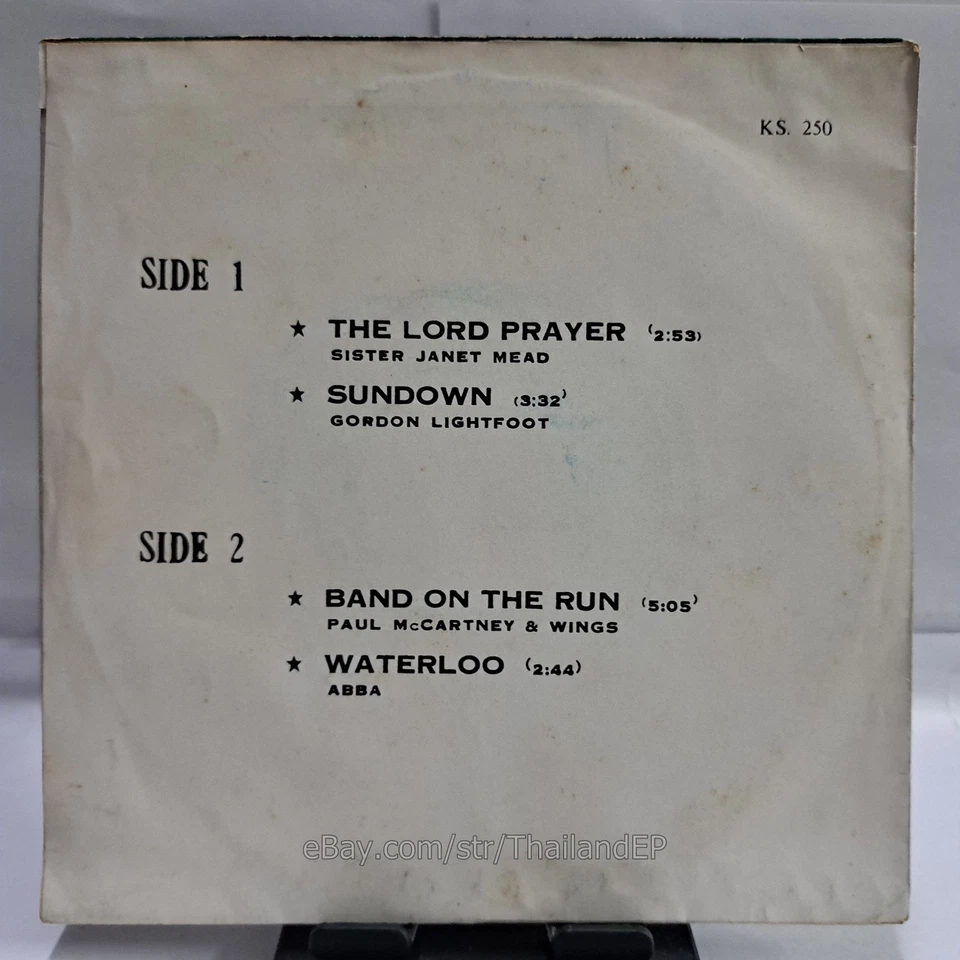 KS. 250
SIDE 1
★ THE LORD PRAYER (2:53)
SISTER JANET MEAD
★ SUNDOWN (3:32)
GORDON LIGHTFOOT
SIDE 2
★ BAND ON THE RUN (5:05)
PAUL McCARTNEY & WINGS
★ WATERLOO (2:44)
ABBA
eBay.com/str/ThailandEP